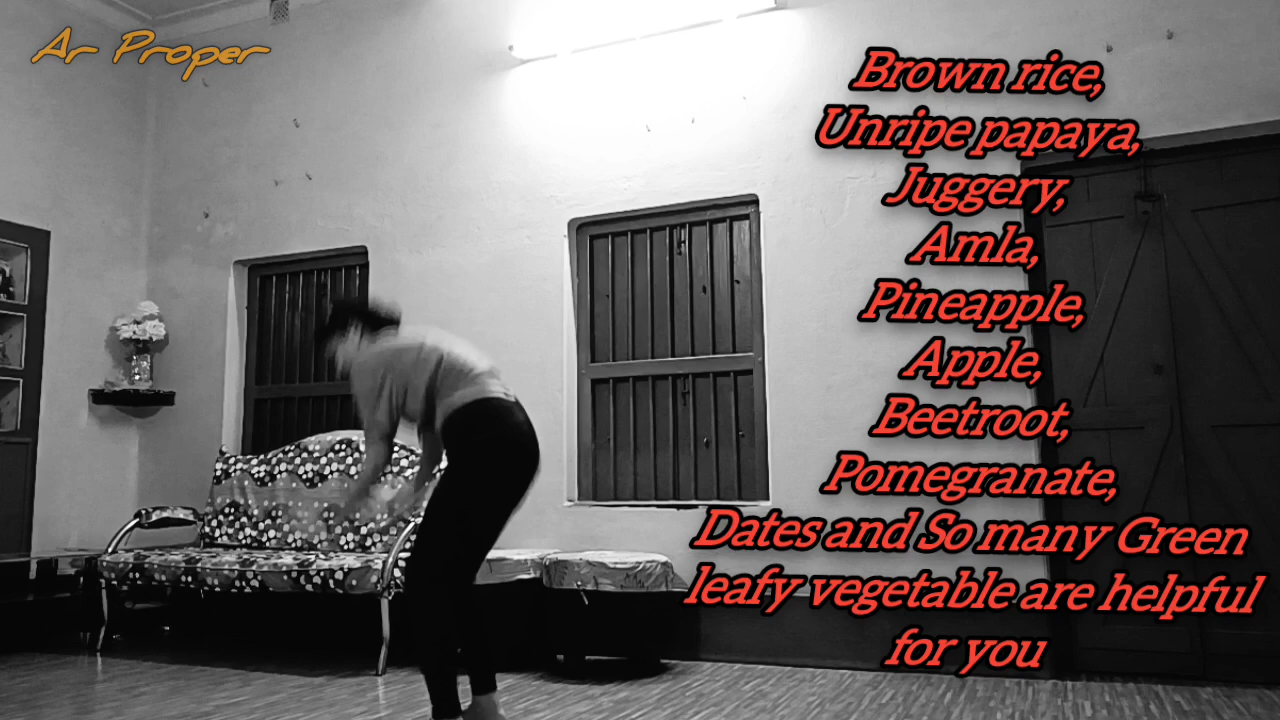 Ar Proper
Brown rice,
Unripe papaya,
Juggery,
Amla,
Pineapple,
Apple,
Beetroot,
Pomegranate,
Dates and So many Green
leafy vegetable are helpful
for you